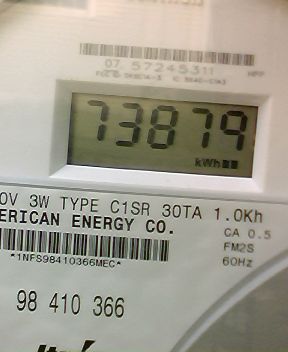 07 57245311
73879
kWh
0V 3W TYPE C1SR 30TA 1.0Kh
ERICAN ENERGY CO.
CA 0.5
FM2S
*1NFS98410366MEC*
60Hz
98 410 366